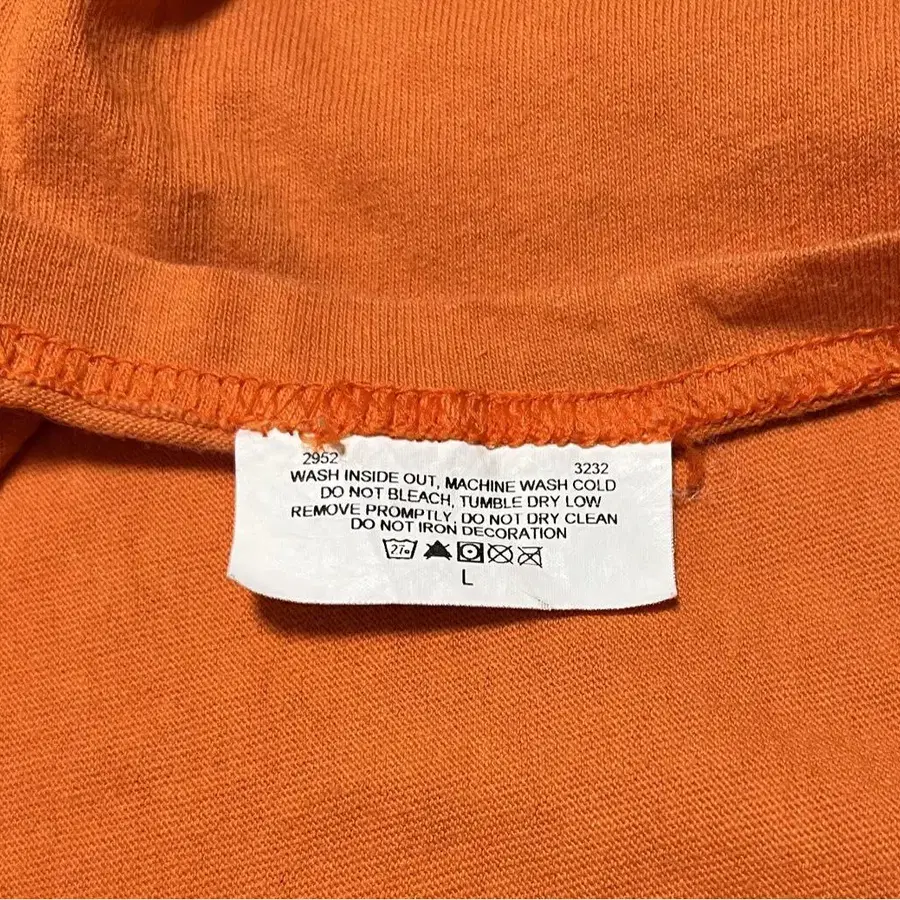 2952 3232
WASH INSIDE OUT, MACHINE WASH COLD
DO NOT BLEACH, TUMBLE DRY LOW
REMOVE PROMPTLY, DO NOT DRY CLEAN
DO NOT IRON DECORATION
27°
L